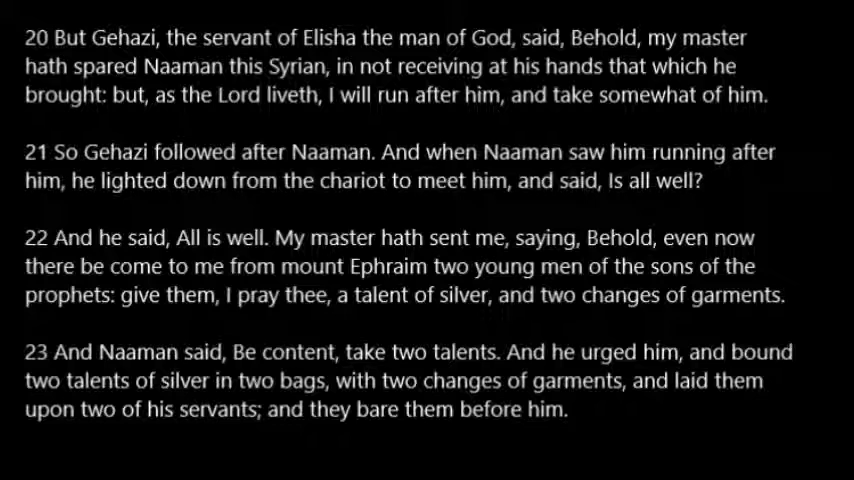 20 But Gehazi, the servant of Elisha the man of God, said, Behold, my master
hath spared Naaman this Syrian, in not receiving at his hands that which he
brought: but, as the Lord liveth, I will run after him, and take somewhat of him.
21 So Gehazi followed after Naaman. And when Naaman saw him running after
him, he lighted down from the chariot to meet him, and said, Is all well?
22 And he said, All is well. My master hath sent me, saying, Behold, even now
there be come to me from mount Ephraim two young men of the sons of the
prophets: give them, I pray thee, a talent of silver, and two changes of garments.
23 And Naaman said, Be content, take two talents. And he urged him, and bound
two talents of silver in two bags, with two changes of garments, and laid them
upon two of his servants; and they bare them before him.